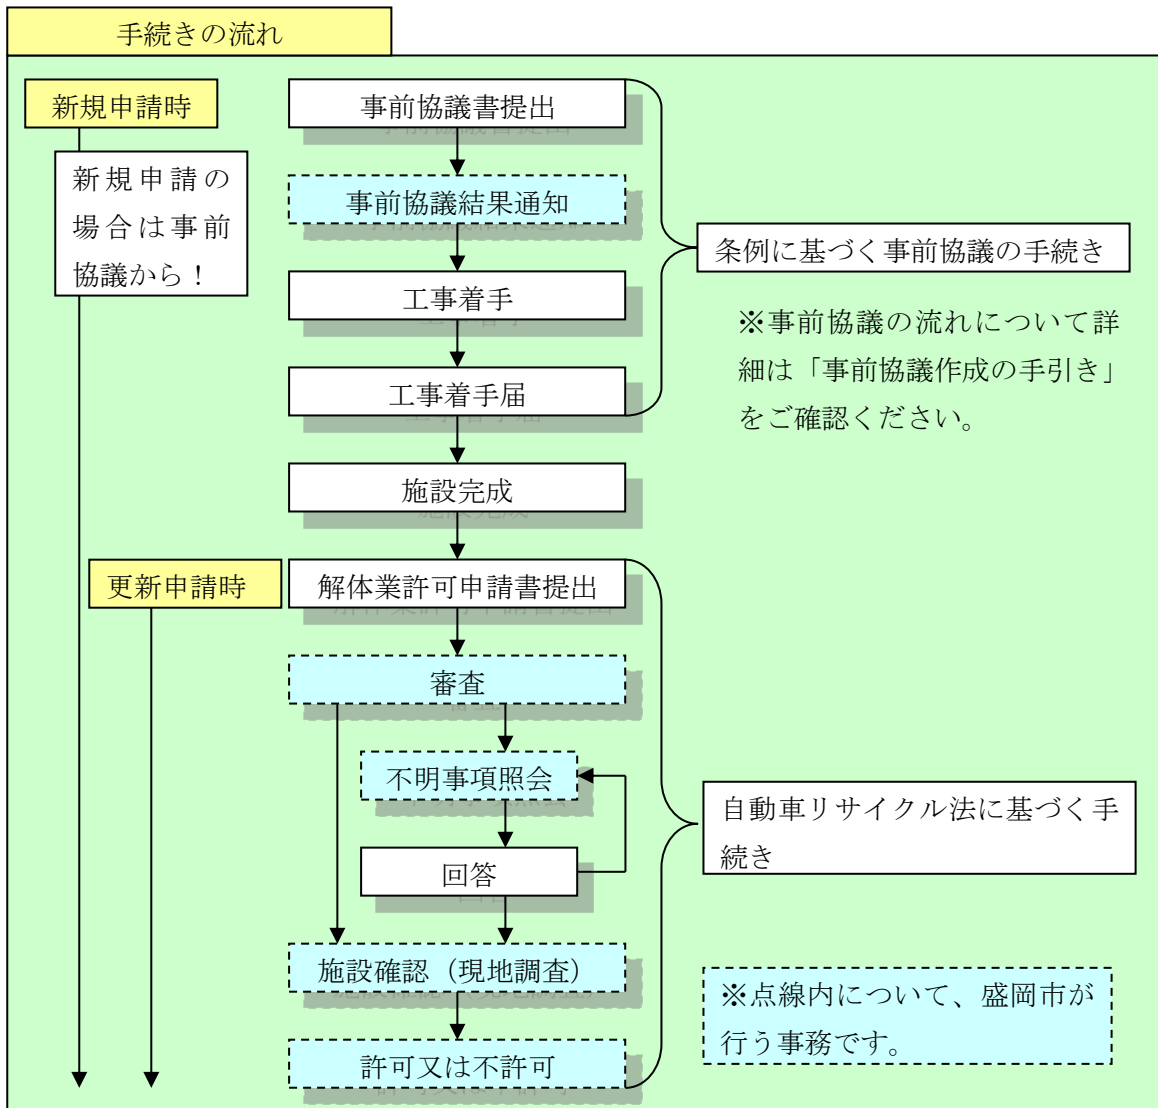 手続きの流れ
新規申請時
新規申請の
場合は事前
協議から！
事前協議書提出
事前協議結果通知
工事着手
工事着手届
条例に基づく事前協議の手続き
※事前協議の流れについて詳
細は「事前協議作成の手引き」
をご確認ください。
施設完成
更新申請時
解体業許可申請書提出
審査
不明事項照会
回答
自動車リサイクル法に基づく手
続き
施設確認（現地調査）
許可又は不許可
※点線内について、盛岡市が
行う事務です。